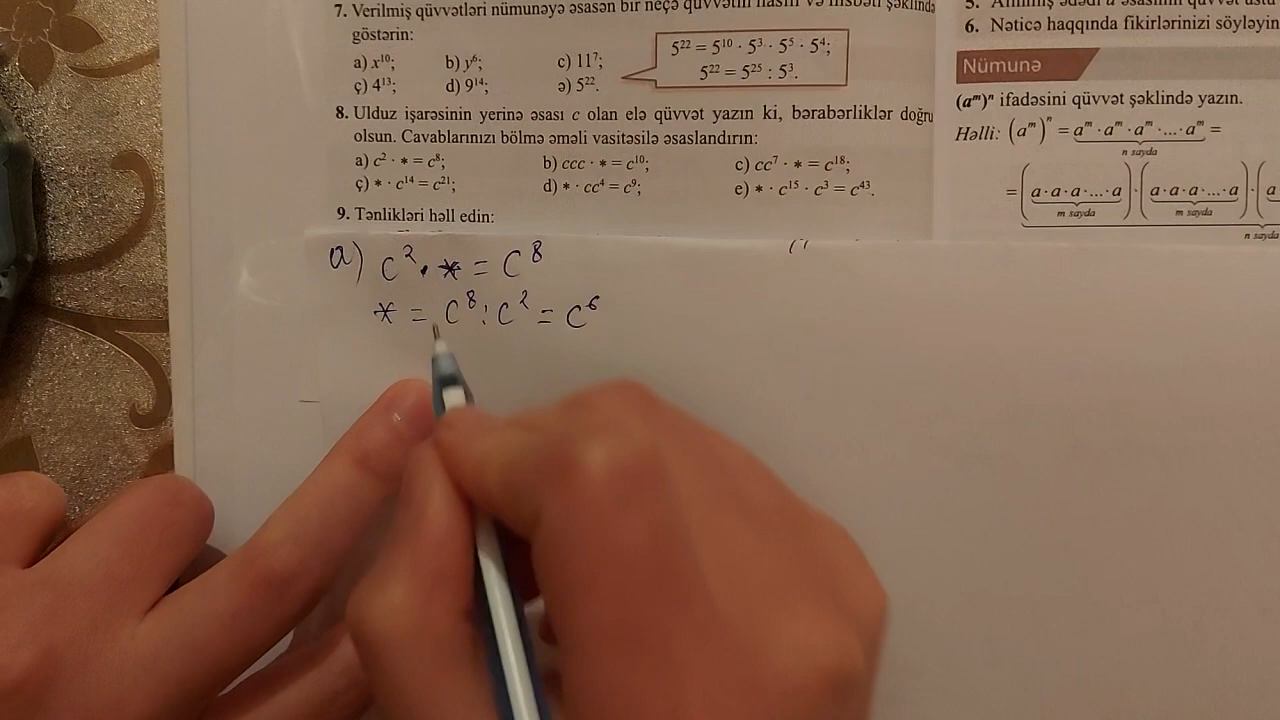 7. Verilmiş qüvvətləri nümunəyə əsasən bir neçə qüvvətin hasili və nisbəti şəklində
göstərin:
a) x¹⁰; b) y⁶; c) 11⁷;
ç) 4¹³; d) 9¹⁴; ə) 5²².
5²² = 5¹⁰ · 5³ · 5⁵ · 5⁴;
5²² = 5²⁵ : 5³.
8. Ulduz işarəsinin yerinə əsası c olan elə qüvvət yazın ki, bərabərliklər doğru
olsun. Cavablarınızı bölmə əməli vasitəsilə əsaslandırın:
a) c² · * = c⁸; b) ccc · * = c¹⁰; c) cc⁷ · * = c¹⁸;
ç) * · c¹⁴ = c²¹; d) * · cc⁴ = c⁹; e) * · c¹⁵ · c³ = c⁴³.
9. Tənlikləri həll edin:
a) c² · * = c⁸
* = c⁸ : c² = c⁶
6. Nəticə haqqında fikirlərinizi söyləyin
Nümunə
(aᵐ)ⁿ ifadəsini qüvvət şəklində yazın.
Həlli: (aᵐ)ⁿ = aᵐ · aᵐ · aᵐ · ... · aᵐ =
n sayda
= (a · a · a · ... · a) · (a · a · a · ... · a) · (a
m sayda m sayda
n sayda